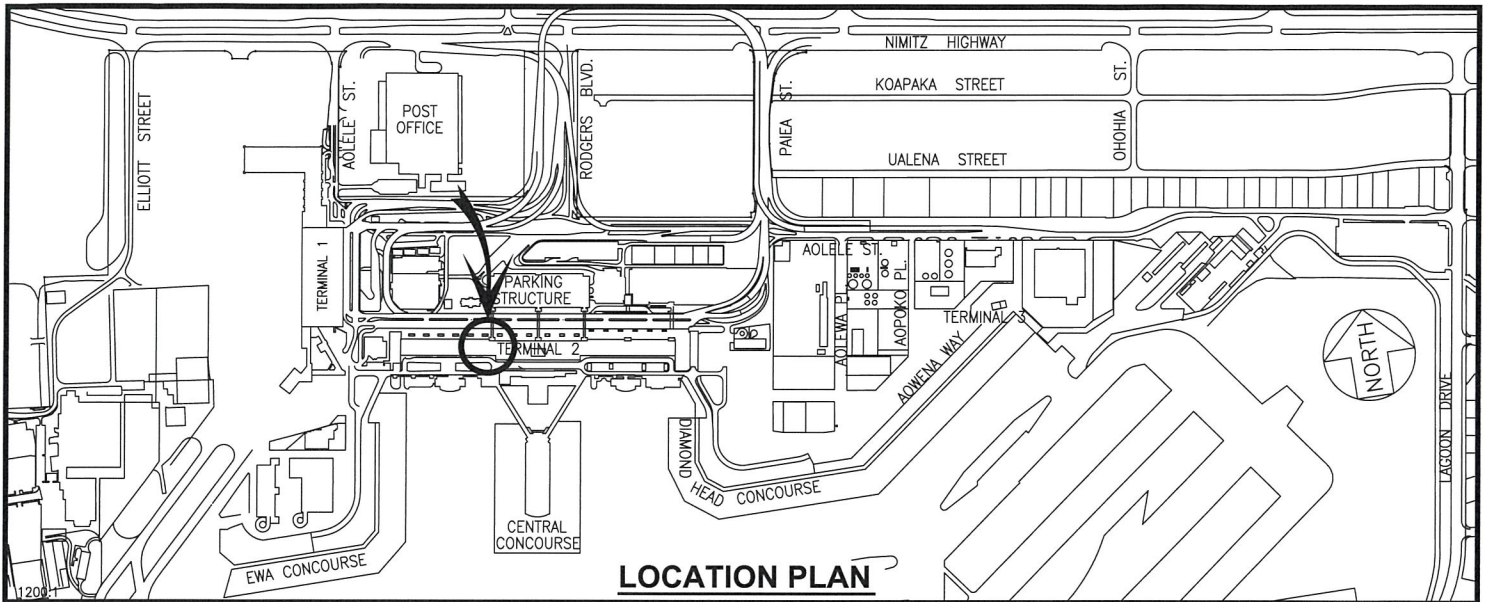 NIMITZ HIGHWAY
KOAPAKA STREET
UALENA STREET
ELLIOTT STREET
AOLELE ST.
POST
OFFICE
RODGERS BLVD.
PAIEA ST.
OHOHIA ST.
TERMINAL 1
PARKING
STRUCTURE
TERMINAL 2
AOLELE ST.
AOLEWA PL.
AOPOKO PL.
TERMINAL 3
AOWENA WAY
NORTH
LAGOON DRIVE
DIAMOND
HEAD CONCOURSE
CENTRAL
CONCOURSE
EWA CONCOURSE
LOCATION PLAN
1200:1